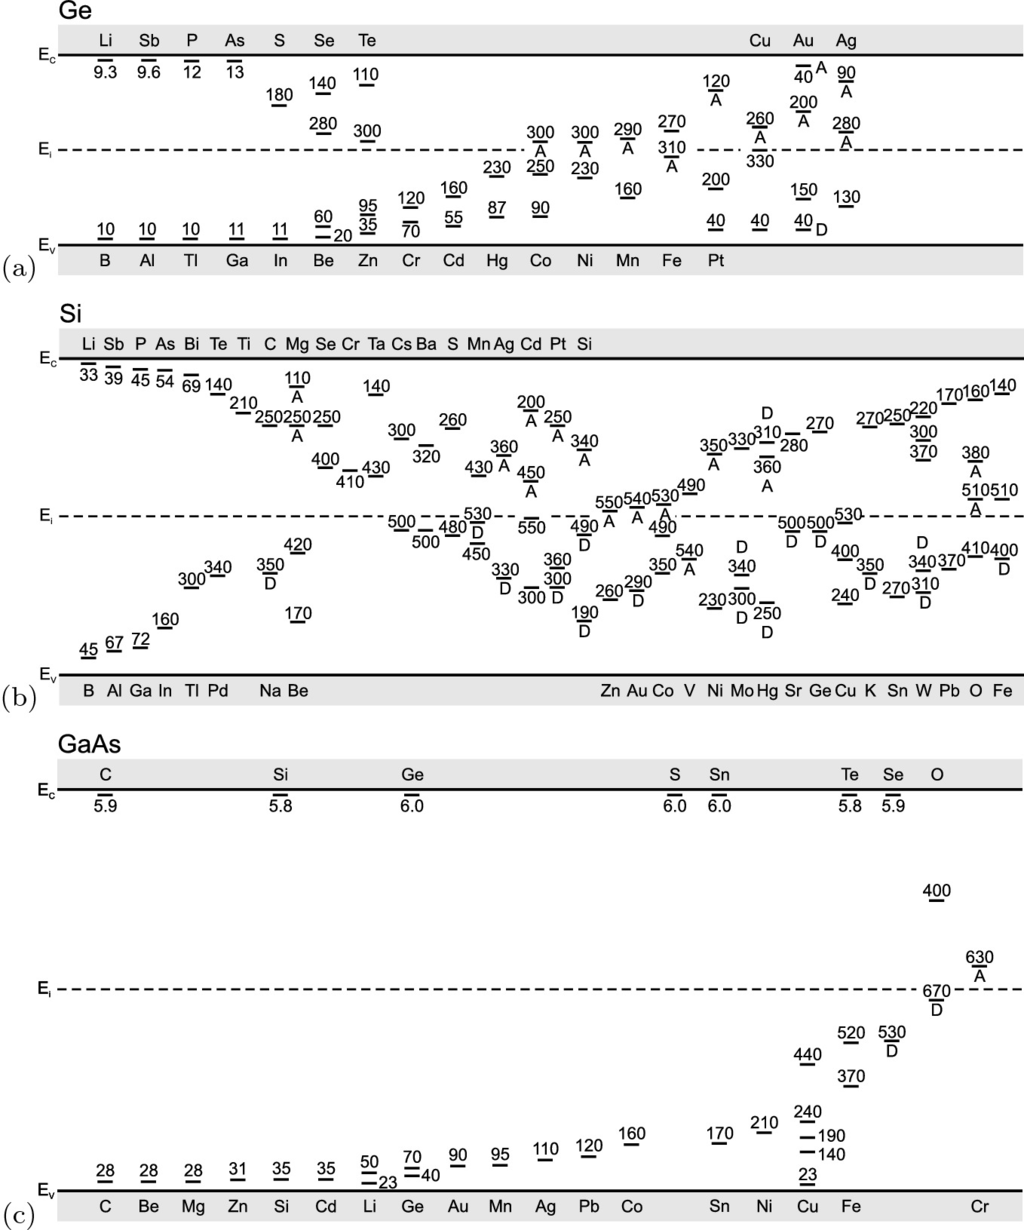 Ge
Li Sb P As S Se Te Cu Au Ag
E_c
9.3 9.6 12 13 40 A
110 120 90
A A
180 140 200
A
280 300 300 300 290 270 260 280
A A A A A
E_i
250 230 310 330
A
230
160 160 200 150 130
120
95 87 90
60 35 70 55 40 40 40 D
10 10 10 11 11 20
E_v
B Al Tl Ga In Be Zn Cr Cd Hg Co Ni Mn Fe Pt
(a)
Si
Li Sb P As Bi Te Ti C Mg Se Cr Ta Cs Ba S Mn Ag Cd Pt Si
E_c
33 39 45 54 69 140 110 140 170 160 140
A
210 200 D
A
250 250 250 300 320 260 250 350 330 310 280 270 270 250 220
A A A
400 410 430 430 360 340 360 300 380
A A A A
450 370
A
550 540 530 490 510 510
A A A A
E_i
500 500 480 530 550 490 490 500 500 530
D D D D
420 450 360 540 D 400 D 410 400
A D
300 340 350 330 300 300 260 290 350 340 350 340 370
D D D D D
160 170 190 230 300 250 240 270 310
D D D D
45 67 72
E_v
B Al Ga In Tl Pd Na Be Zn Au Co V Ni Mo Hg Sr Ge Cu K Sn W Pb O Fe
(b)
GaAs
C Si Ge S Sn Te Se O
E_c
5.9 5.8 6.0 6.0 6.0 5.8 5.9
400
630
A
E_i
670
D
520 530
D
440
370
240
210
160 170 190
110 120 140
50 70 90 95
28 28 28 31 35 35 23 40 23
E_v
C Be Mg Zn Si Cd Li Ge Au Mn Ag Pb Co Sn Ni Cu Fe Cr
(c)